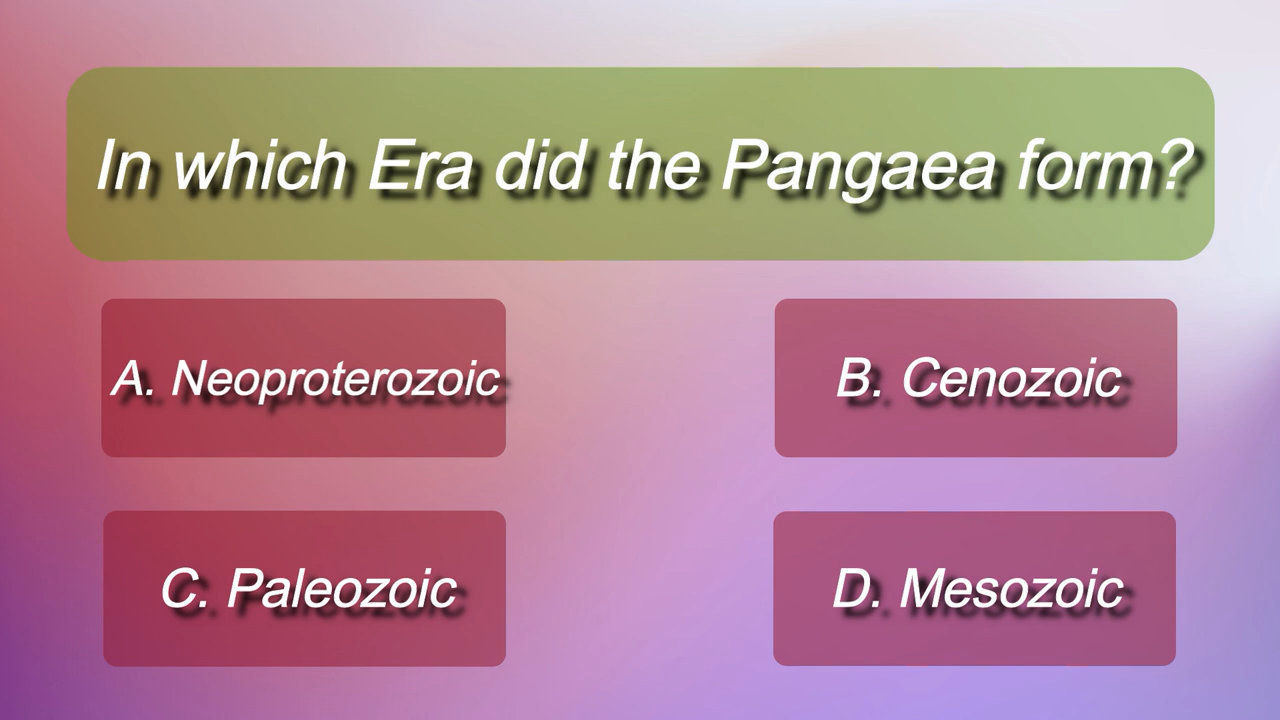 In which Era did the Pangaea form?
A. Neoproterozoic
B. Cenozoic
C. Paleozoic
D. Mesozoic